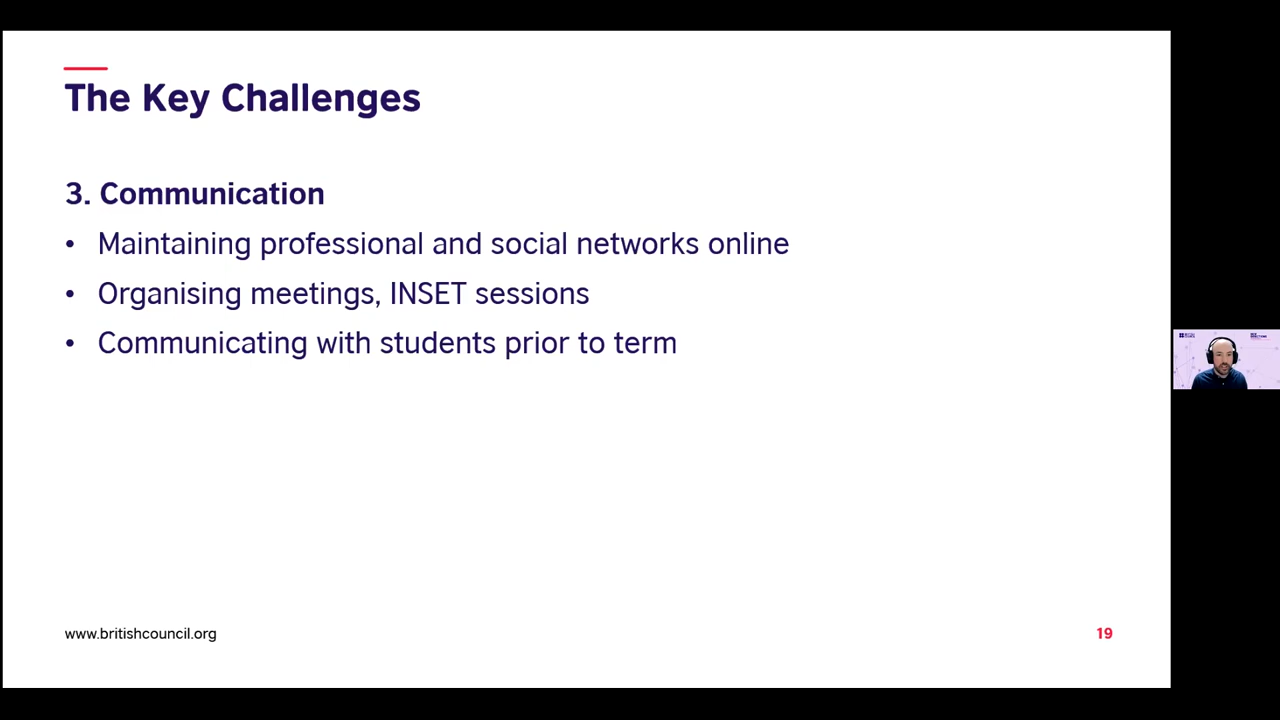 The Key Challenges
3. Communication
• Maintaining professional and social networks online
• Organising meetings, INSET sessions
• Communicating with students prior to term
www.britishcouncil.org
19